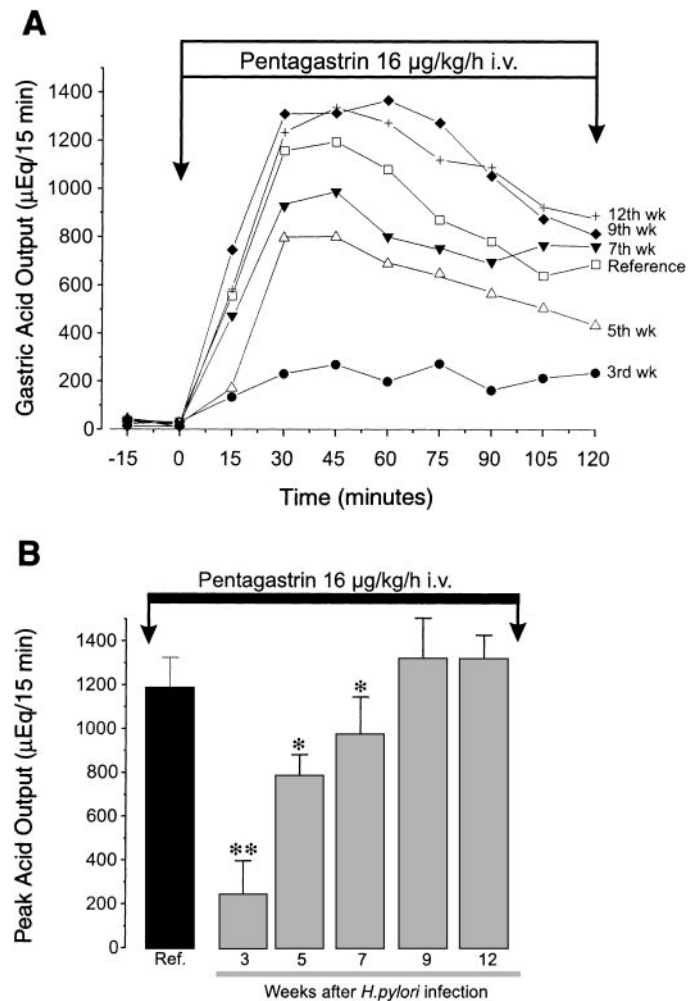 A
Pentagastrin 16 µg/kg/h i.v.
Gastric Acid Output (µEq/15 min)
1400
1200
1000
800
600
400
200
0
12th wk
9th wk
7th wk
Reference
5th wk
3rd wk
-15 0 15 30 45 60 75 90 105 120
Time (minutes)
B
Pentagastrin 16 µg/kg/h i.v.
Peak Acid Output (µEq/15 min)
1400
1200
1000
800
600
400
200
0
** * *
Ref. 3 5 7 9 12
Weeks after H.pylori infection